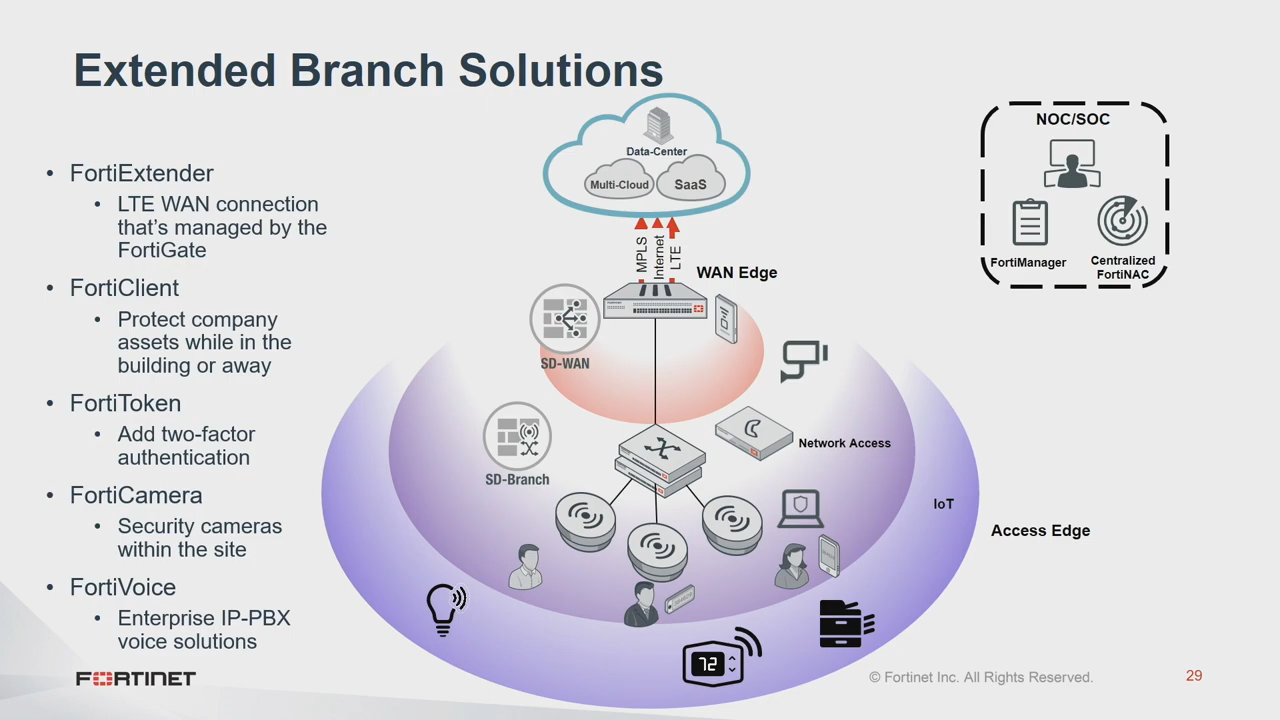 Extended Branch Solutions
• FortiExtender
• LTE WAN connection
that’s managed by the
FortiGate
• FortiClient
• Protect company
assets while in the
building or away
• FortiToken
• Add two-factor
authentication
• FortiCamera
• Security cameras
within the site
• FortiVoice
• Enterprise IP-PBX
voice solutions
Data-Center
Multi-Cloud
SaaS
MPLS
Internet
LTE
WAN Edge
SD-WAN
SD-Branch
Network Access
IoT
Access Edge
72
NOC/SOC
FortiManager
Centralized
FortiNAC
FORTINET
© Fortinet Inc. All Rights Reserved.
29